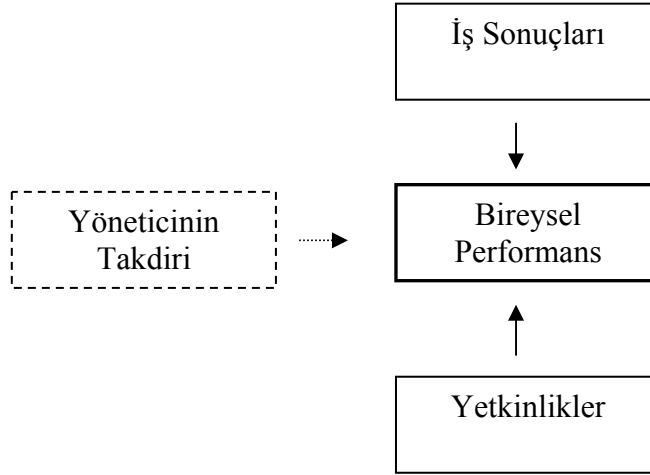 İş Sonuçları
Yöneticinin
Takdiri
Bireysel
Performans
Yetkinlikler